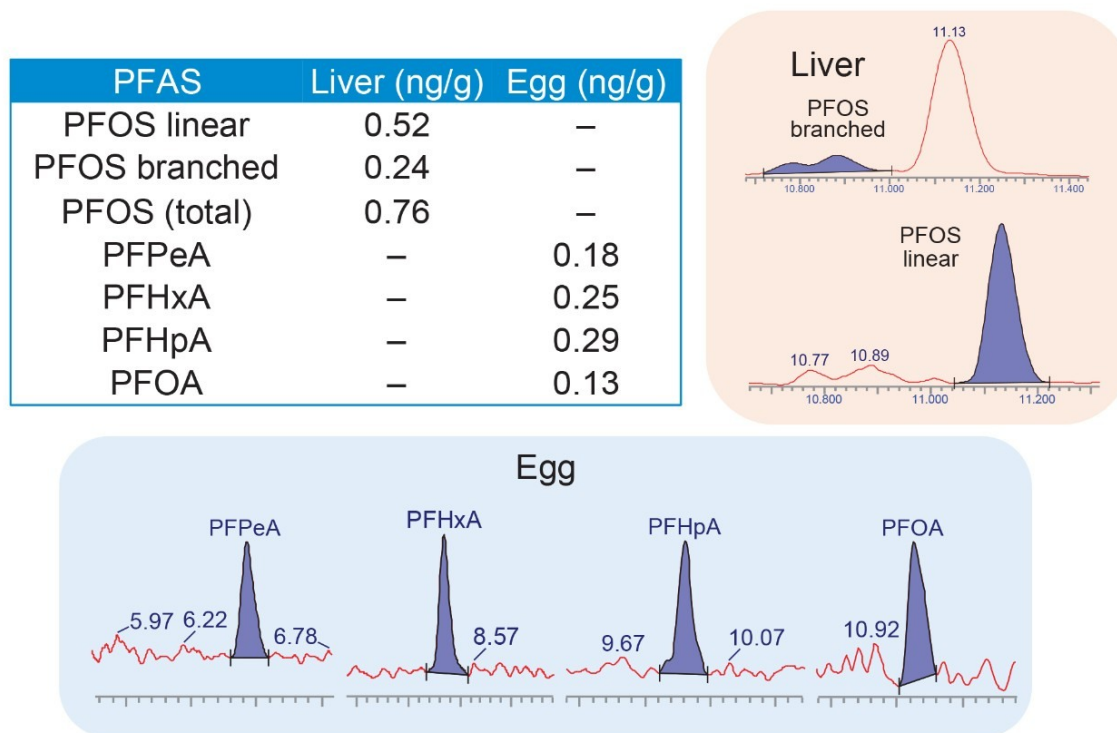 PFAS Liver (ng/g) Egg (ng/g)
PFOS linear 0.52 –
PFOS branched 0.24 –
PFOS (total) 0.76 –
PFPeA – 0.18
PFHxA – 0.25
PFHpA – 0.29
PFOA – 0.13
Liver
11.13
PFOS
branched
10.800 11.000 11.200 11.400
PFOS
linear
10.77 10.89
10.800 11.000 11.200
Egg
PFPeA PFHxA PFHpA PFOA
5.97 6.22 6.78 8.57 9.67 10.07 10.92